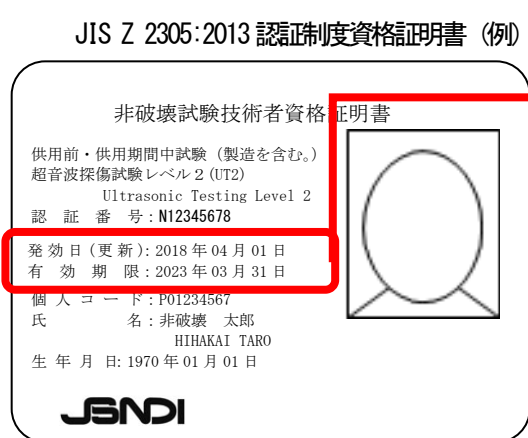 JIS Z 2305:2013 認証制度資格証明書（例）
非破壊試験技術者資格証明書
供用前・供用期間中試験（製造を含む。）
超音波探傷試験レベル２(UT2)
Ultrasonic Testing Level 2
認 証 番 号：N12345678
発 効 日（更 新）：2018 年 04 月 01 日
有 効 期 限：2023 年 03 月 31 日
個 人 コ ー ド：P01234567
氏 名：非破壊 太郎
HIHAKAI TARO
生 年 月 日: 1970 年 01 月 01 日
JSNDI